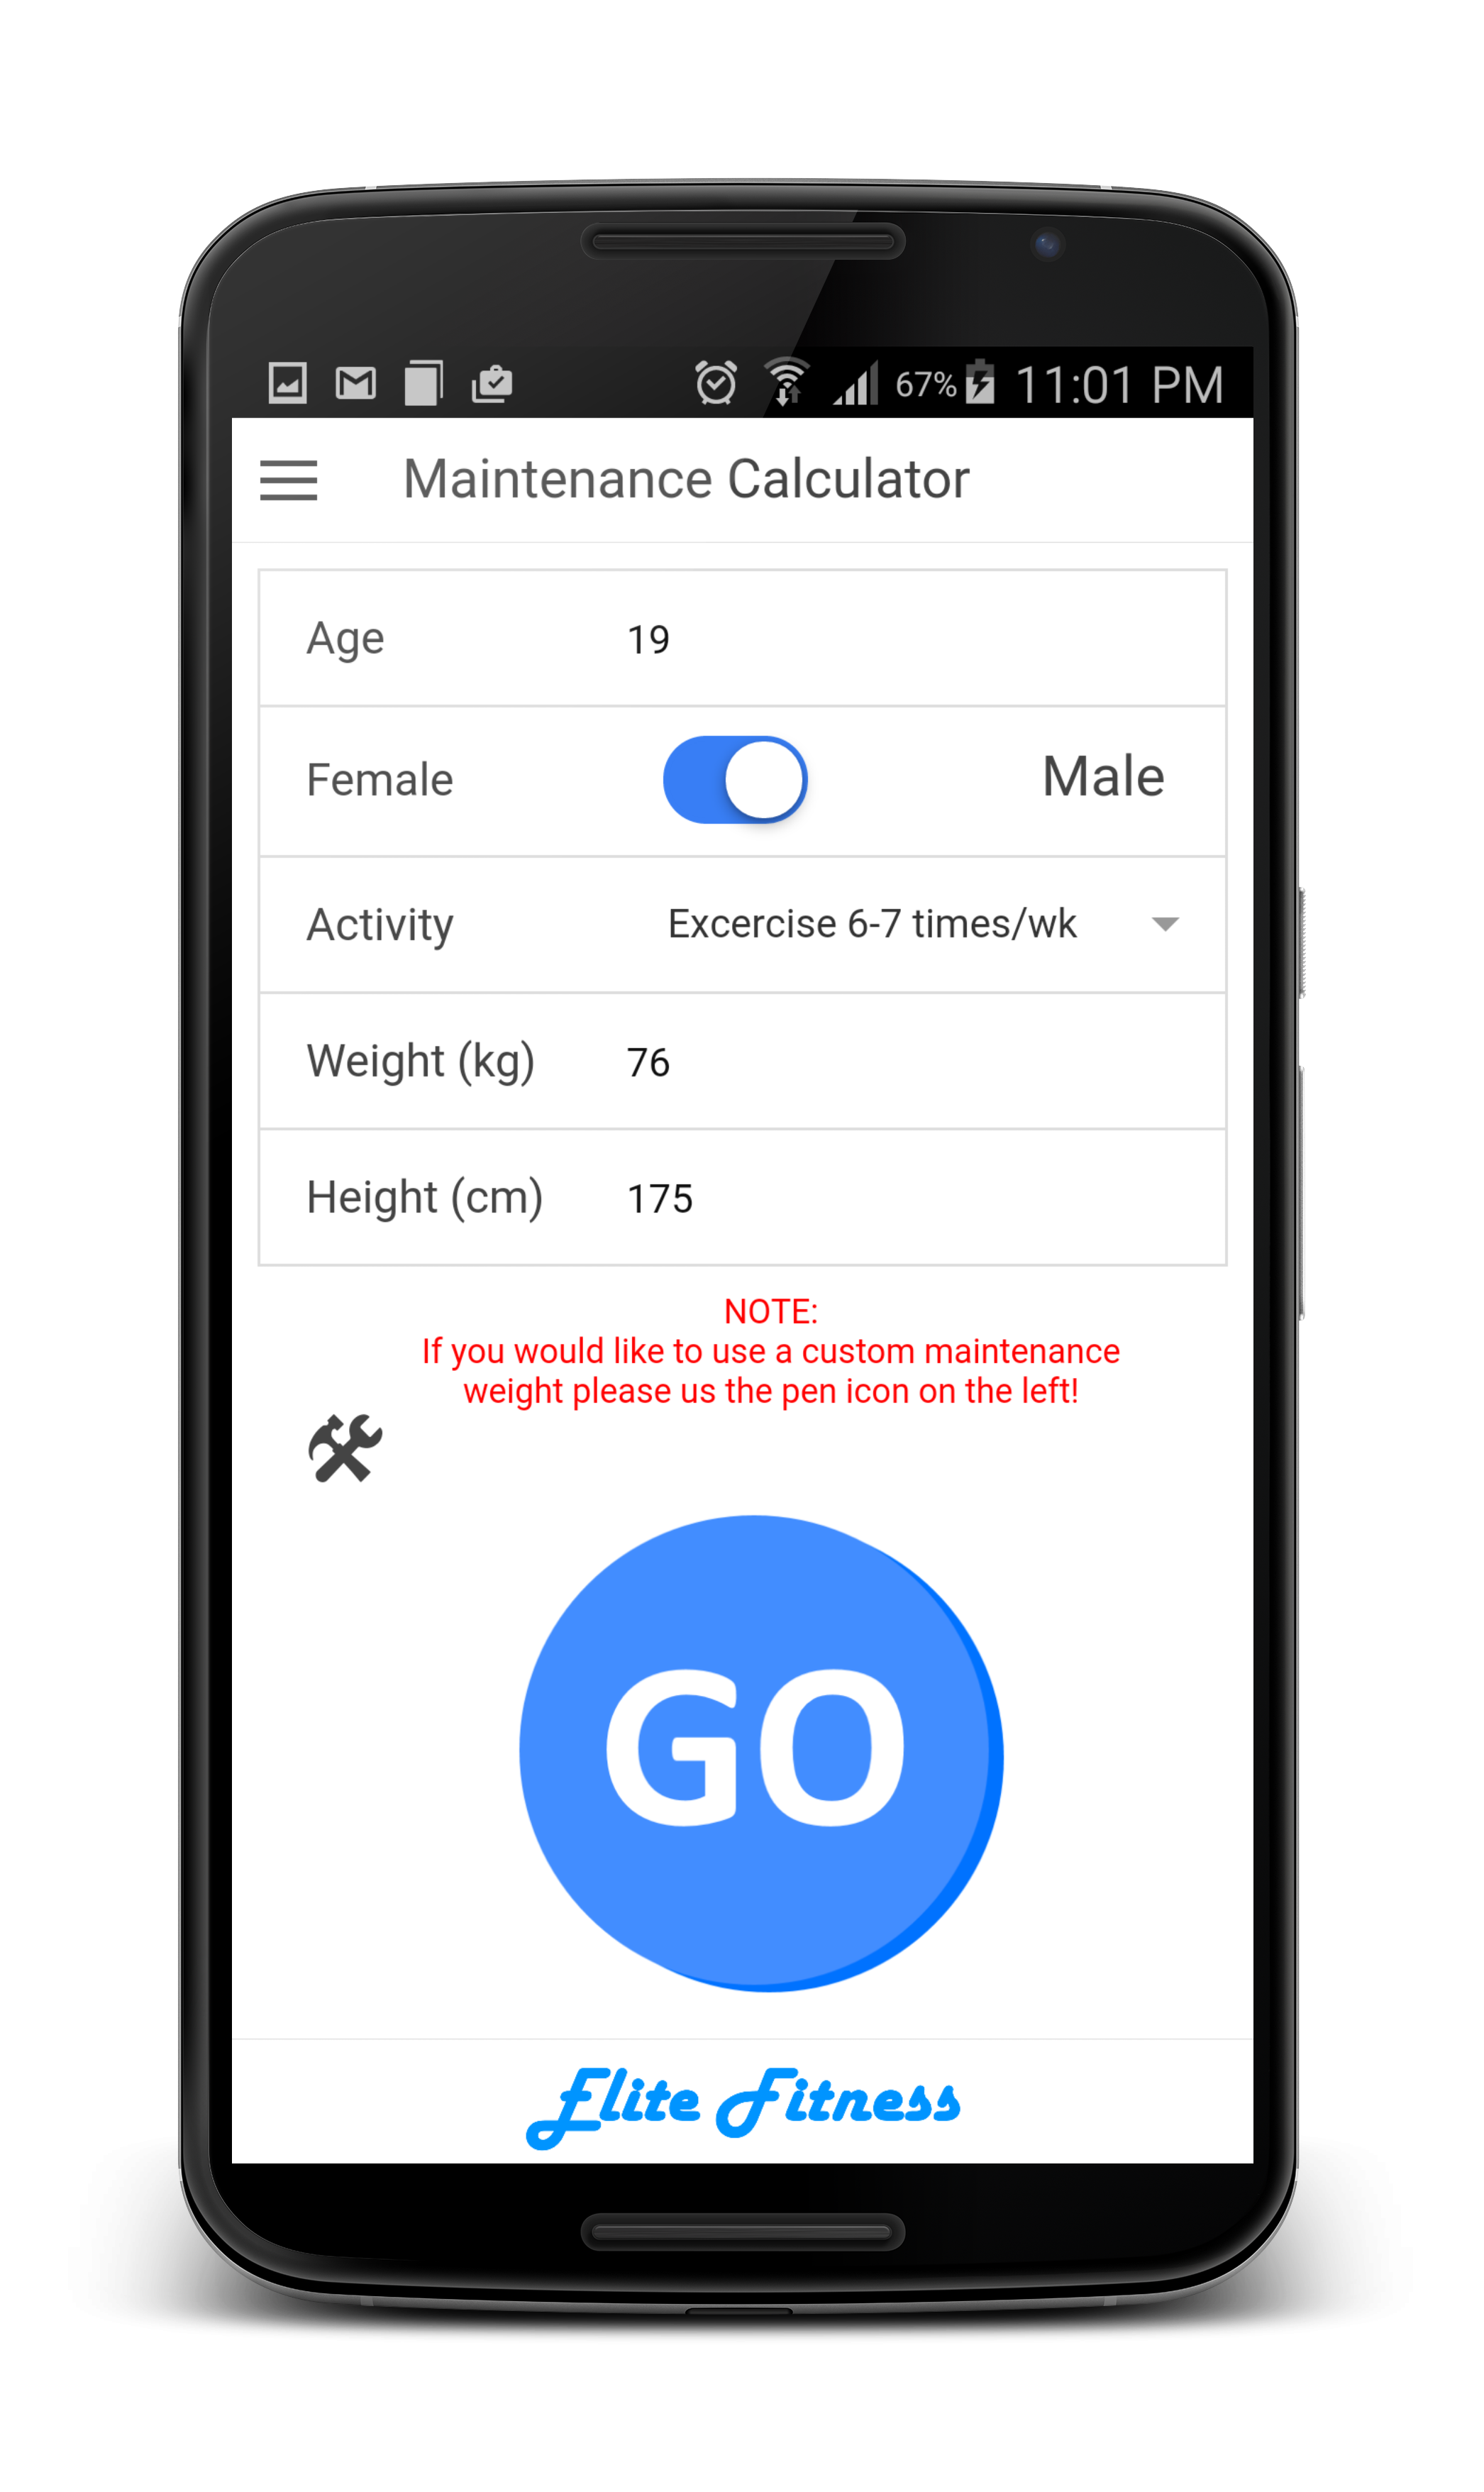 67% 11:01 PM
Maintenance Calculator
Age 19
Female Male
Activity Excercise 6-7 times/wk
Weight (kg) 76
Height (cm) 175
NOTE:
If you would like to use a custom maintenance
weight please us the pen icon on the left!
GO
Elite Fitness